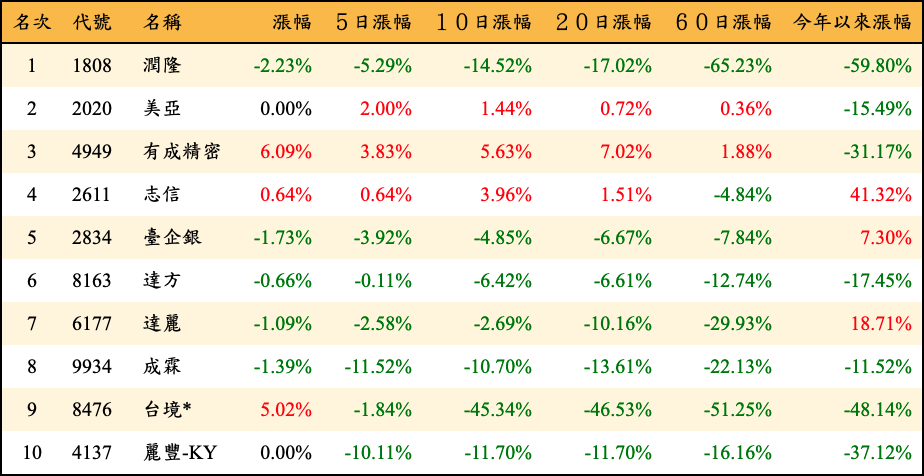 名次 代號 名稱 漲幅 5日漲幅 10日漲幅 20日漲幅 60日漲幅 今年以來漲幅
1 1808 潤隆 -2.23% -5.29% -14.52% -17.02% -65.23% -59.80%
2 2020 美亞 0.00% 2.00% 1.44% 0.72% 0.36% -15.49%
3 4949 有成精密 6.09% 3.83% 5.63% 7.02% 1.88% -31.17%
4 2611 志信 0.64% 0.64% 3.96% 1.51% -4.84% 41.32%
5 2834 臺企銀 -1.73% -3.92% -4.85% -6.67% -7.84% 7.30%
6 8163 達方 -0.66% -0.11% -6.42% -6.61% -12.74% -17.45%
7 6177 達麗 -1.09% -2.58% -2.69% -10.16% -29.93% 18.71%
8 9934 成霖 -1.39% -11.52% -10.70% -13.61% -22.13% -11.52%
9 8476 台境* 5.02% -1.84% -45.34% -46.53% -51.25% -48.14%
10 4137 麗豐-KY 0.00% -10.11% -11.70% -11.70% -16.16% -37.12%